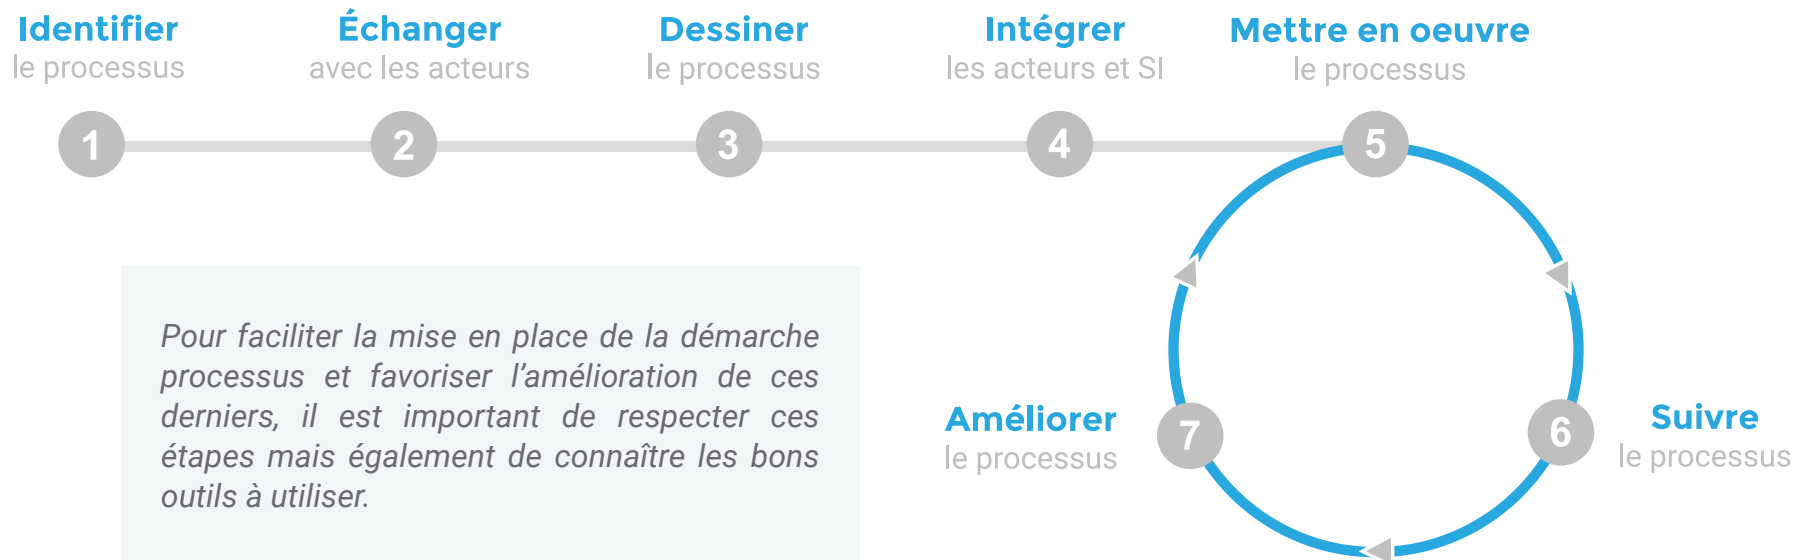 Identifier
le processus
Échanger
avec les acteurs
Dessiner
le processus
Intégrer
les acteurs et SI
Mettre en oeuvre
le processus
1
2
3
4
5
Pour faciliter la mise en place de la démarche
processus et favoriser l’amélioration de ces
derniers, il est important de respecter ces
étapes mais également de connaître les bons
outils à utiliser.
Améliorer
le processus
7
6
Suivre
le processus